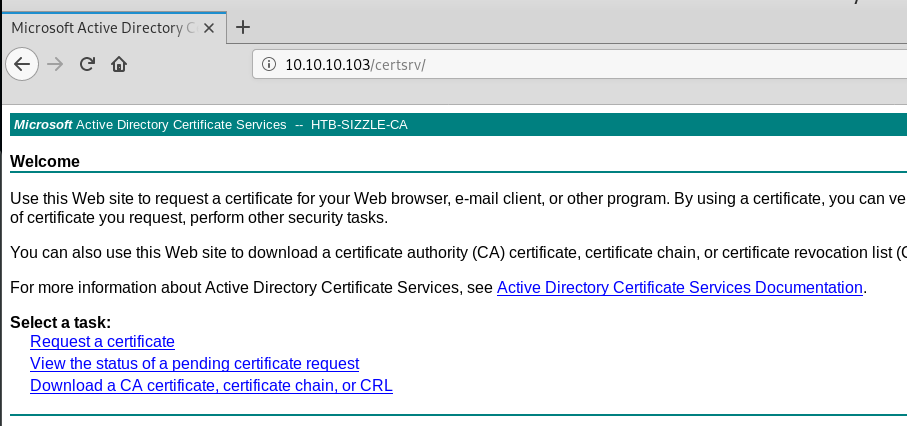 Microsoft Active Directory C
10.10.10.103/certsrv/
Microsoft Active Directory Certificate Services -- HTB-SIZZLE-CA
Welcome
Use this Web site to request a certificate for your Web browser, e-mail client, or other program. By using a certificate, you can
of certificate you request, perform other security tasks.
You can also use this Web site to download a certificate authority (CA) certificate, certificate chain, or certificate revocation list
For more information about Active Directory Certificate Services, see Active Directory Certificate Services Documentation.
Select a task:
Request a certificate
View the status of a pending certificate request
Download a CA certificate, certificate chain, or CRL